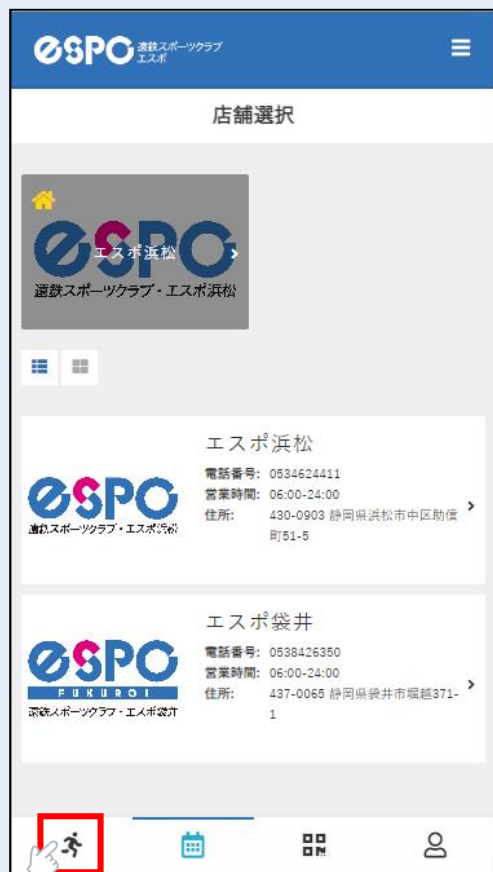 eSPO 遠鉄スポーツクラブ
エスポ
店舗選択
eSPO
エスポ浜松
遠鉄スポーツクラブ・エスポ浜松
エスポ浜松
電話番号: 0534624411
営業時間: 06:00-24:00
住所: 430-0903 静岡県浜松市中区助信
町51-5
eSPO
遠鉄スポーツクラブ・エスポ浜松
エスポ袋井
電話番号: 0538426350
営業時間: 06:00-24:00
住所: 437-0065 静岡県袋井市堀越371-
1
eSPO
FUKUROI
遠鉄スポーツクラブ・エスポ袋井